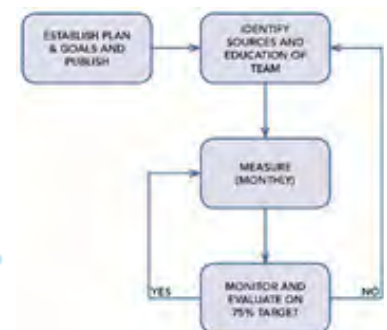 ESTABLISH PLAN
& GOALS AND
PUBLISH
IDENTIFY
SOURCES AND
EDUCATION OF
TEAM
MEASURE
(MONTHLY)
YES
MONITOR AND
EVALUATE ON
75% TARGET
NO